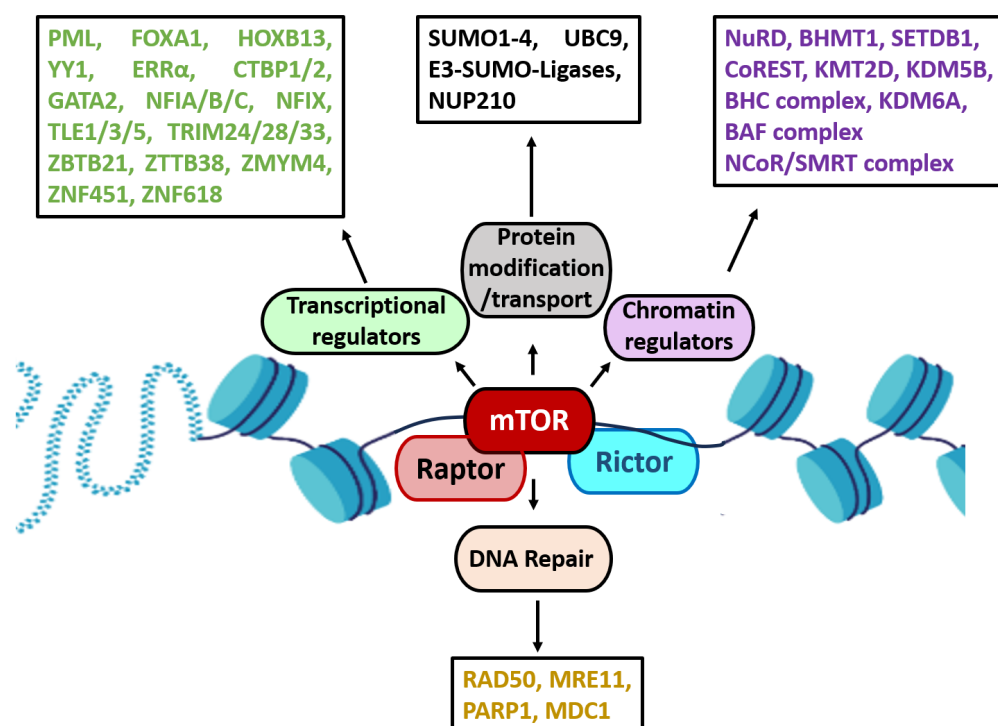 PML, FOXA1, HOXB13,
YY1, ERRα, CTBP1/2,
GATA2, NFIA/B/C, NFIX,
TLE1/3/5, TRIM24/28/33,
ZBTB21, ZTTB38, ZMYM4,
ZNF451, ZNF618
SUMO1-4, UBC9,
E3-SUMO-Ligases,
NUP210
NuRD, BHMT1, SETDB1,
CoREST, KMT2D, KDM5B,
BHC complex, KDM6A,
BAF complex
NCoR/SMRT complex
Protein
modification
/transport
Transcriptional
regulators
Chromatin
regulators
mTOR
Raptor
Rictor
DNA Repair
RAD50, MRE11,
PARP1, MDC1